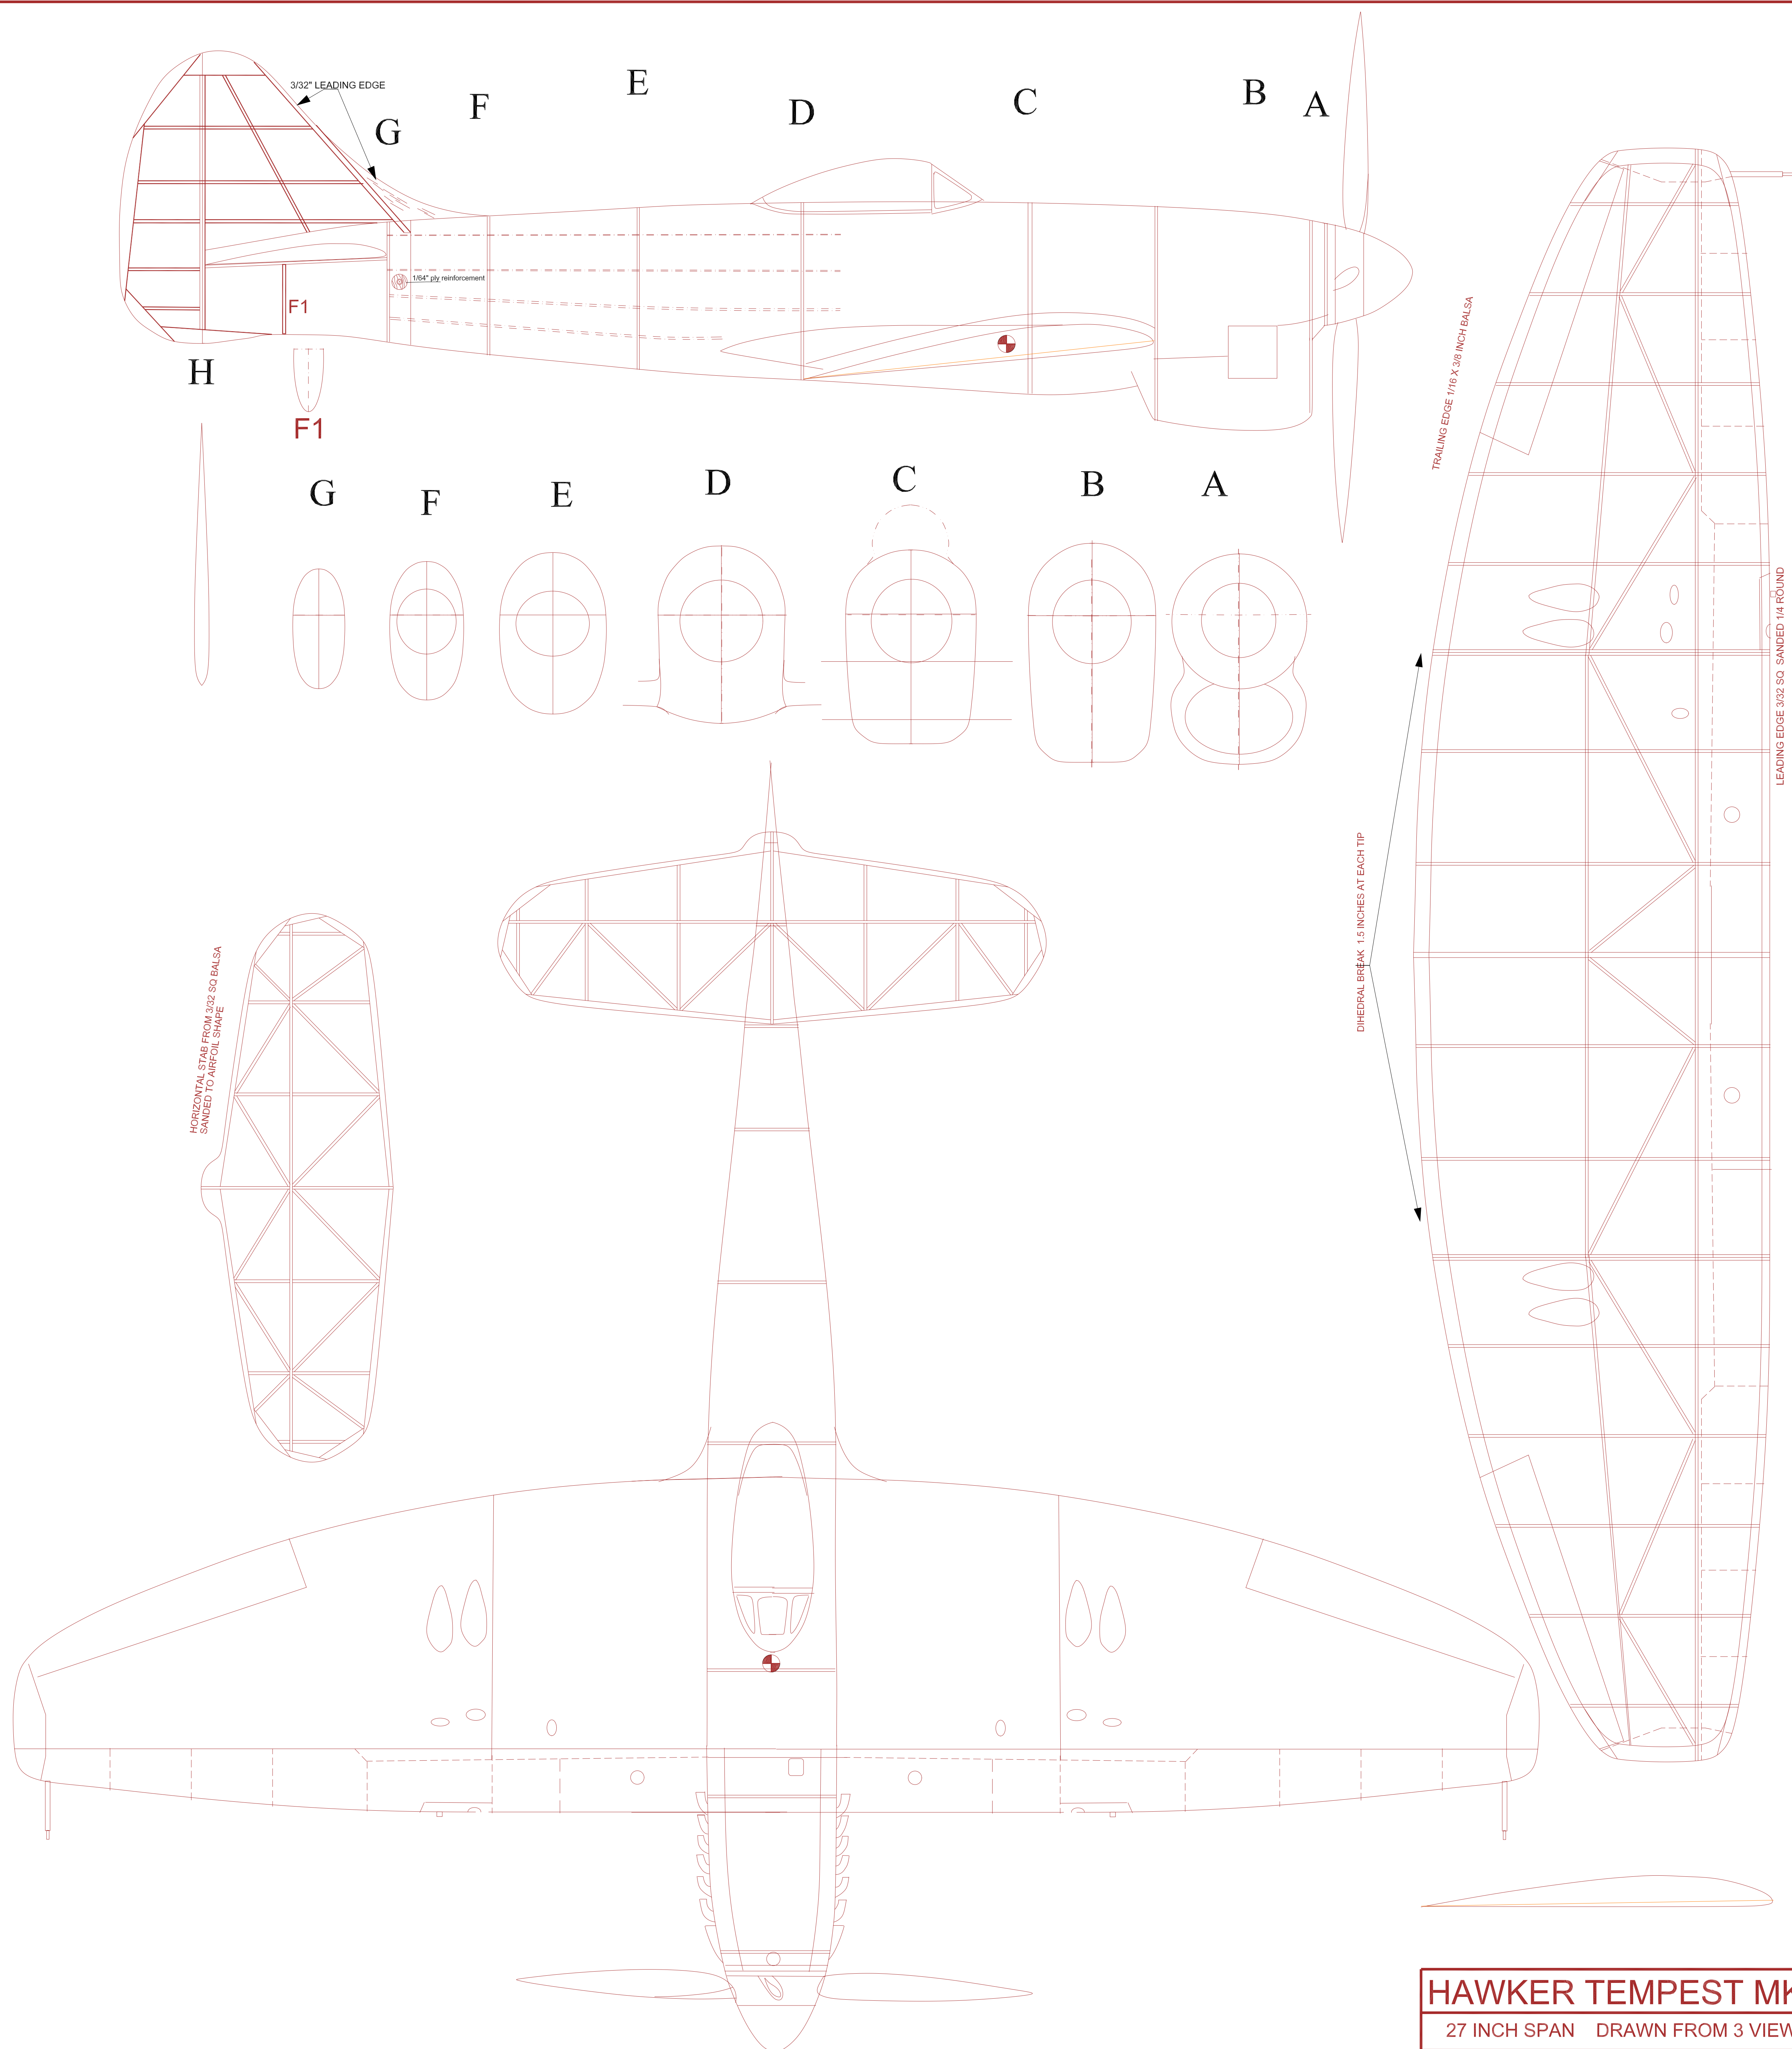 E
B
D
C
A
F
G
3/32" LEADING EDGE
1/64" ply reinforcement
F1
H
F1
G
F
E
D
C
B
A
TRAILING EDGE 1/16 X 3/8 INCH BALSA
LEADING EDGE 3/32 SQ SANDED 1/4 ROUND
DIHEDRAL BREAK 1.5 INCHES AT EACH TIP
HORIZONTAL STAB FROM 3/32 SQ BALSA
SANDED TO AIRFOIL SHAPE
HAWKER TEMPEST
27 INCH SPAN DRAWN FROM 3